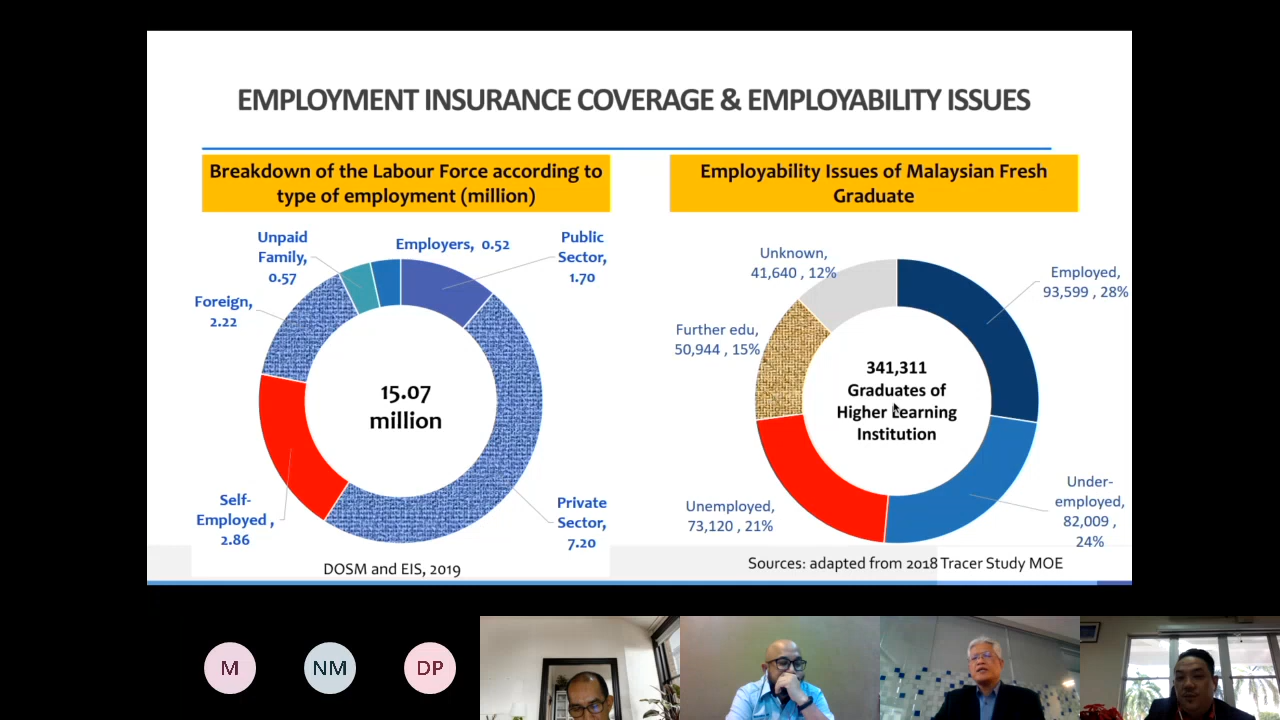 EMPLOYMENT INSURANCE COVERAGE & EMPLOYABILITY ISSUES
Breakdown of the Labour Force according to
type of employment (million)
Unpaid
Family,
0.57
Employers, 0.52
Public
Sector,
1.70
Foreign,
2.22
15.07
million
Self-
Employed ,
2.86
Private
Sector,
7.20
DOSM and EIS, 2019
Employability Issues of Malaysian Fresh
Graduate
Unknown,
41,640 , 12%
Employed,
93,599 , 28%
Further edu,
50,944 , 15%
341,311
Graduates of
Higher Learning
Institution
Unemployed,
73,120 , 21%
Under-
employed,
82,009 ,
24%
Sources: adapted from 2018 Tracer Study MOE
M
NM
DP